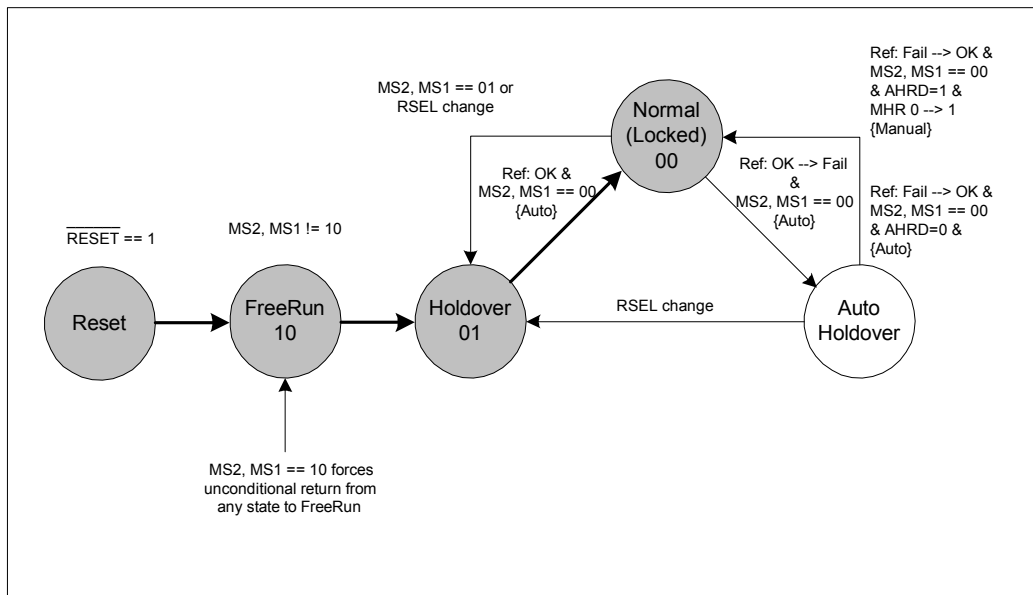 Ref: Fail --> OK &
MS2, MS1 == 00
& AHRD=1 &
MHR 0 --> 1
{Manual}
MS2, MS1 == 01 or
RSEL change
Normal
(Locked)
00
Ref: OK &
MS2, MS1 == 00
{Auto}
Ref: OK --> Fail
&
MS2, MS1 == 00
{Auto}
Ref: Fail --> OK &
MS2, MS1 == 00
& AHRD=0 &
{Auto}
RESET == 1
MS2, MS1 != 10
Reset
FreeRun
10
Holdover
01
RSEL change
Auto
Holdover
MS2, MS1 == 10 forces
unconditional return from
any state to FreeRun